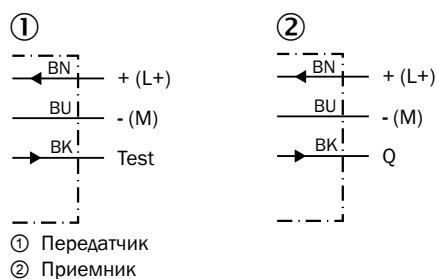 ① ②
BN + (L+) BN + (L+)
BU - (M) BU - (M)
BK Test BK Q
① Передатчик
② Приемник